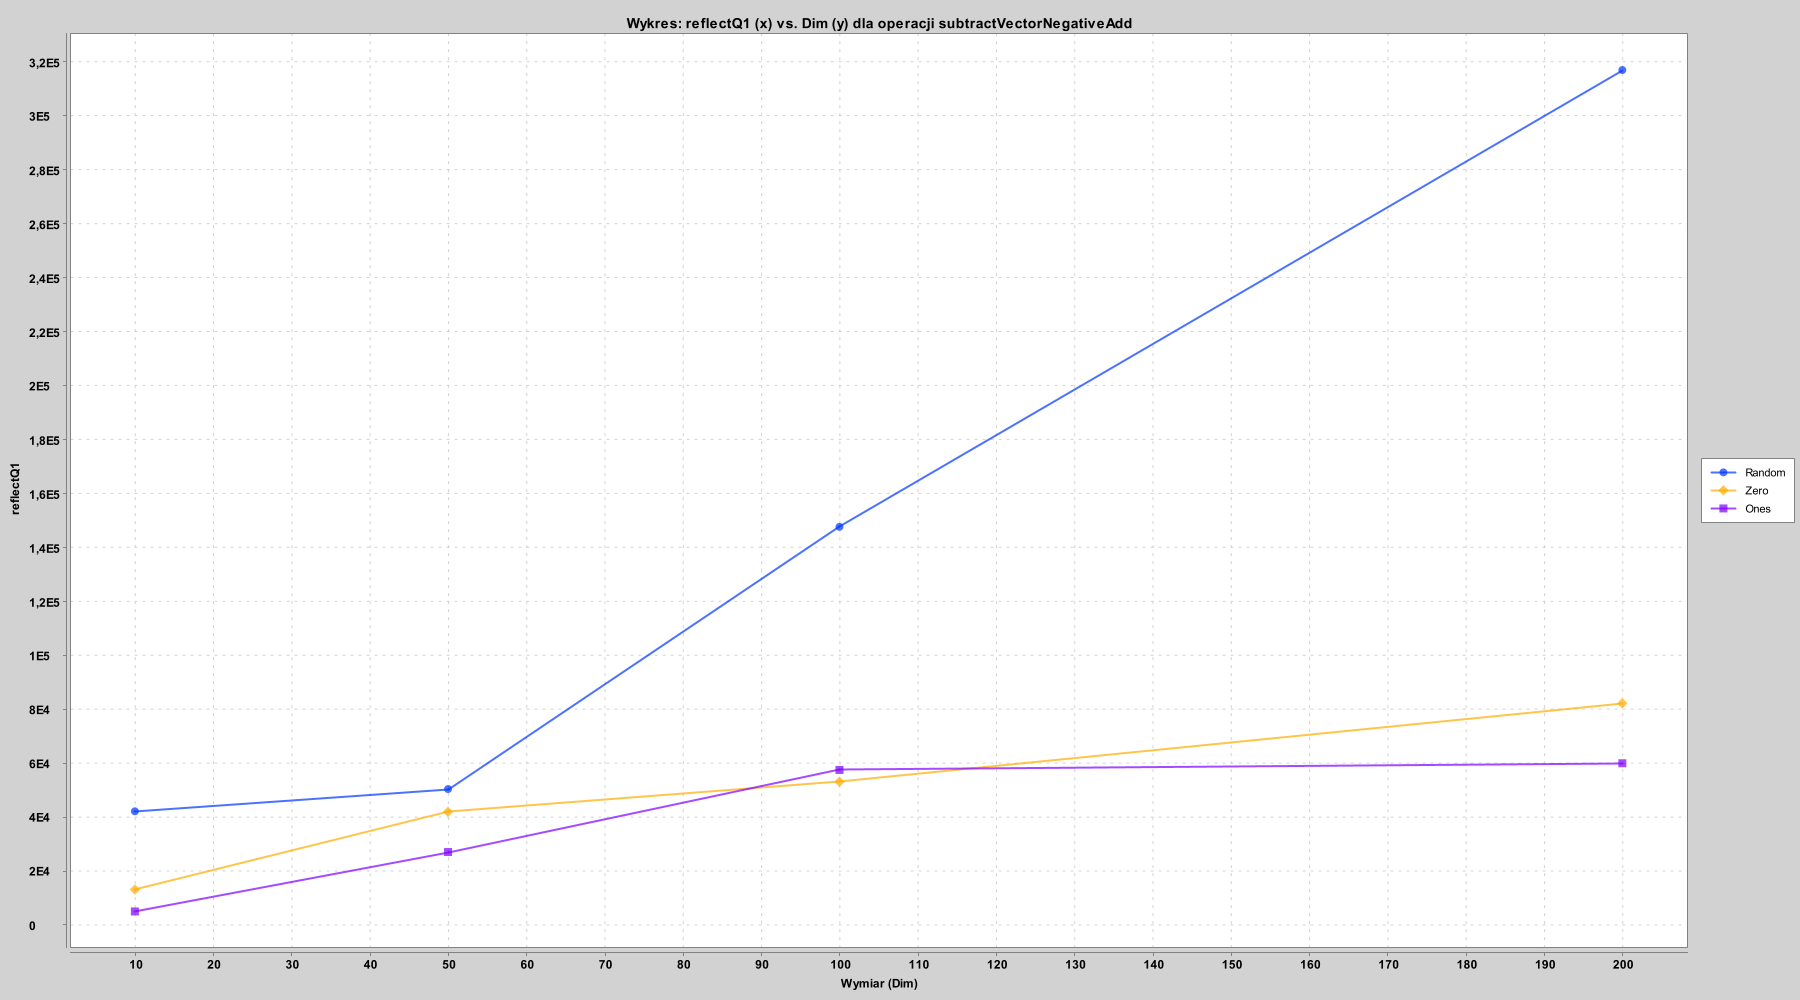 Wykres: reflectQ1 (x) vs. Dim (y) dla operacji subtractVectorNegativeAdd
3,2E5
3E5
2,8E5
2,6E5
2,4E5
2,2E5
2E5
1,8E5
1,6E5
1,4E5
1,2E5
1E5
8E4
6E4
4E4
2E4
0
reflectQ1
10 20 30 40 50 60 70 80 90 100 110 120 130 140 150 160 170 180 190 200
Wymiar (Dim)
Random
Zero
Ones